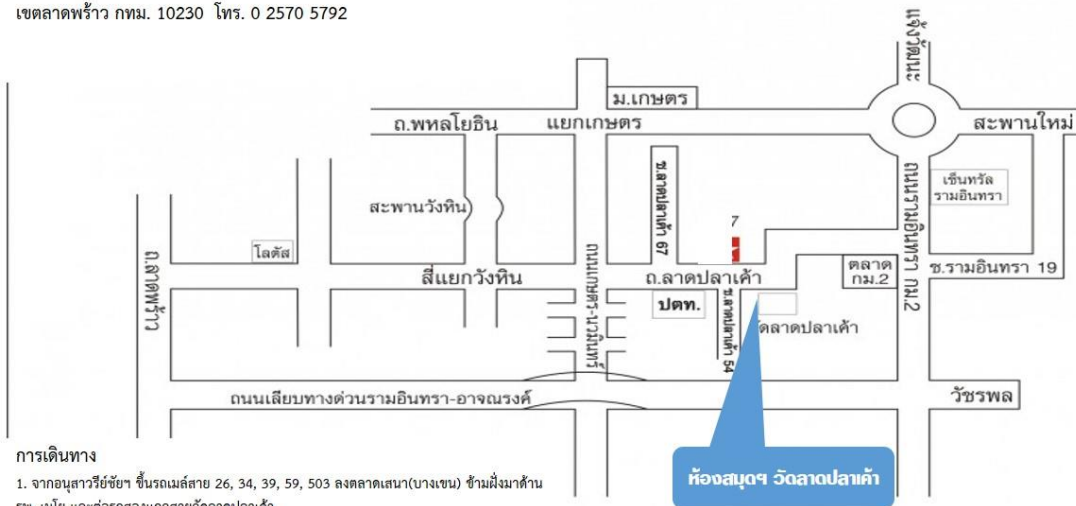 เขตลาดพร้าว กทม. 10230 โทร. 0 2570 5792
แจ้งวัฒนะ
ม.เกษตร
ถ.พหลโยธิน
แยกเกษตร
สะพานใหม่
ซ.ลาดปลาเค้า 67
เซ็นทรัล
รามอินทรา
สะพานวังหิน
7
ถนนรามอินทรา กม.2
โลตัส
ถ.ลาดพร้าว
สี่แยกวังหิน
ถนนเกษตร-นวมินทร์
ถ.ลาดปลาเค้า
ตลาด
กม.2
ซ.รามอินทรา 19
ปตท.
ซ.ลาดปลาเค้า 54
วัดลาดปลาเค้า
ถนนเลียบทางด่วนรามอินทรา-อาจณรงค์
วัชรพล
การเดินทาง
ห้องสมุดฯ วัดลาดปลาเค้า
1. จากอนุสาวรีย์ชัยฯ ขึ้นรถเมล์สาย 26, 34, 39, 59, 503 ลงตลาดเสนา(บางเขน) ข้ามฝั่งมาด้าน